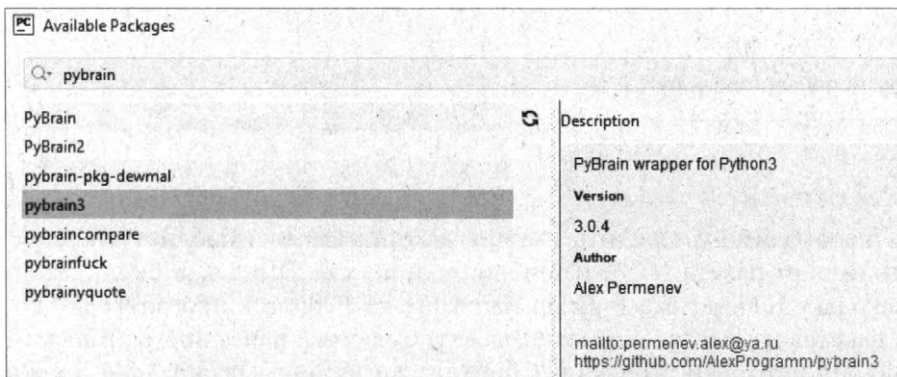 PC Available Packages
pybrain
PyBrain
PyBrain2
pybrain-pkg-dewmal
pybrain3
pybraincompare
pybrainfuck
pybrainyquote
Description
PyBrain wrapper for Python3
Version
3.0.4
Author
Alex Permenev
mailto:permenev.alex@ya.ru
https://github.com/AlexProgramm/pybrain3